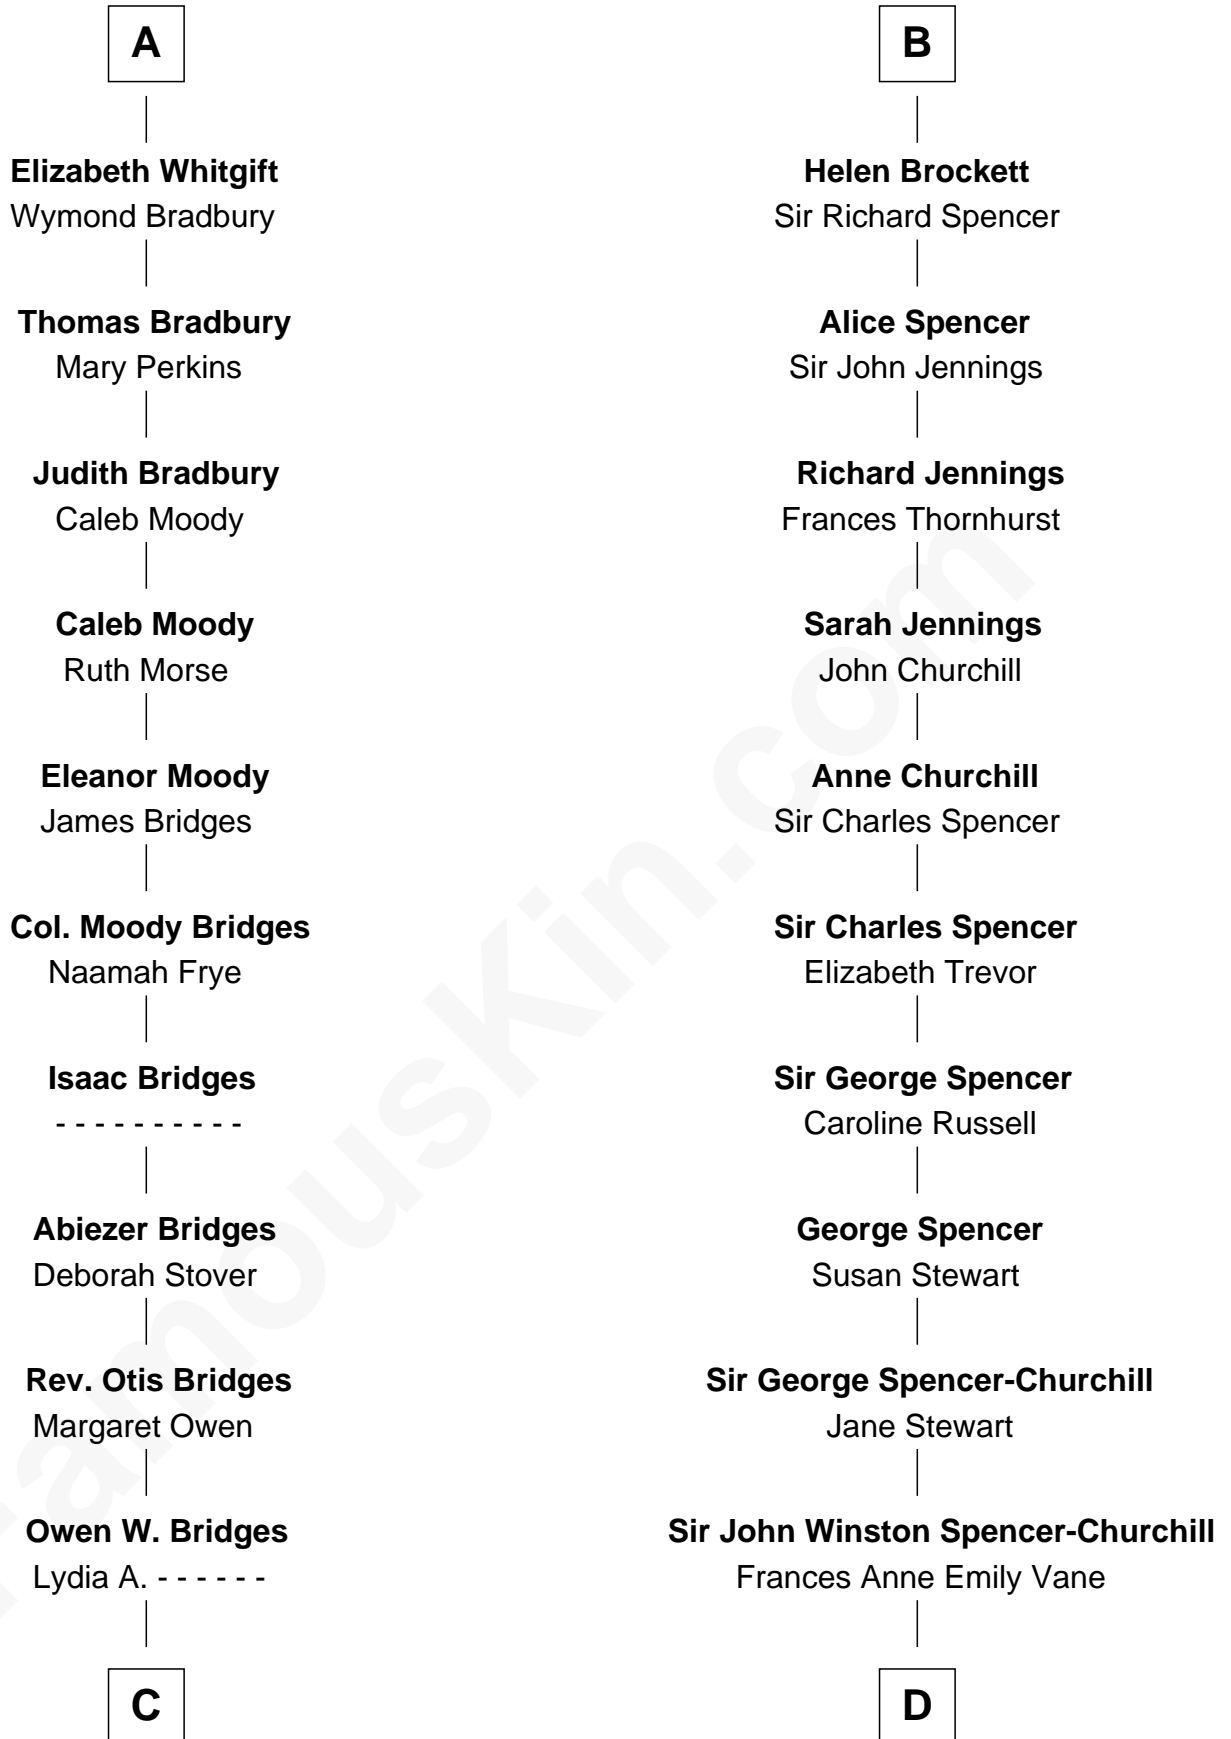 A
Elizabeth Whitgift
Wymond Bradbury
Thomas Bradbury
Mary Perkins
Judith Bradbury
Caleb Moody
Caleb Moody
Ruth Morse
Eleanor Moody
James Bridges
Col. Moody Bridges
Naamah Frye
Isaac Bridges
- - - - - - - - - -
Abiezer Bridges
Deborah Stover
Rev. Otis Bridges
Margaret Owen
Owen W. Bridges
Lydia A. - - - - - -
C
B
Helen Brockett
Sir Richard Spencer
Alice Spencer
Sir John Jennings
Richard Jennings
Frances Thornhurst
Sarah Jennings
John Churchill
Anne Churchill
Sir Charles Spencer
Sir Charles Spencer
Elizabeth Trevor
Sir George Spencer
Caroline Russell
George Spencer
Susan Stewart
Sir George Spencer-Churchill
Jane Stewart
Sir John Winston Spencer-Churchill
Frances Anne Emily Vane
D
FamousKin.com